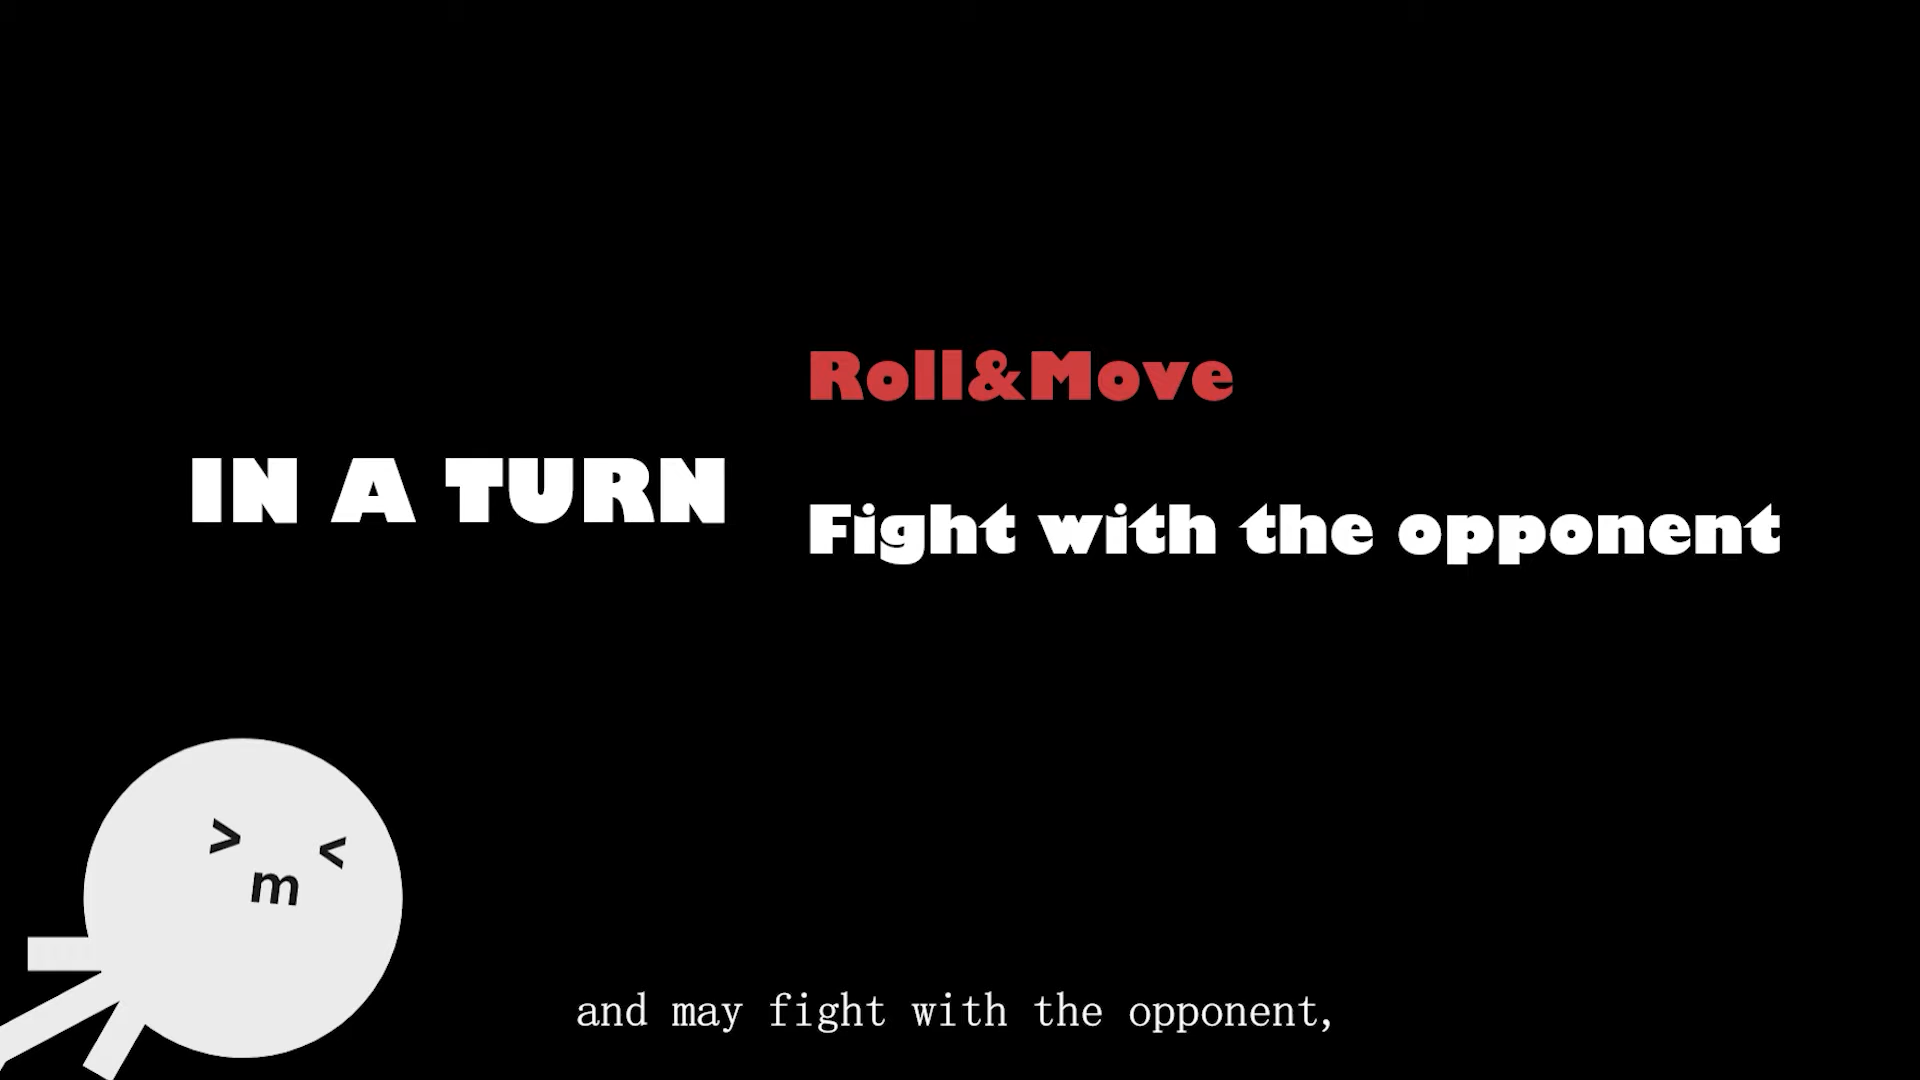 Roll&Move
IN A TURN
Fight with the opponent
> <
m
and may fight with the opponent,